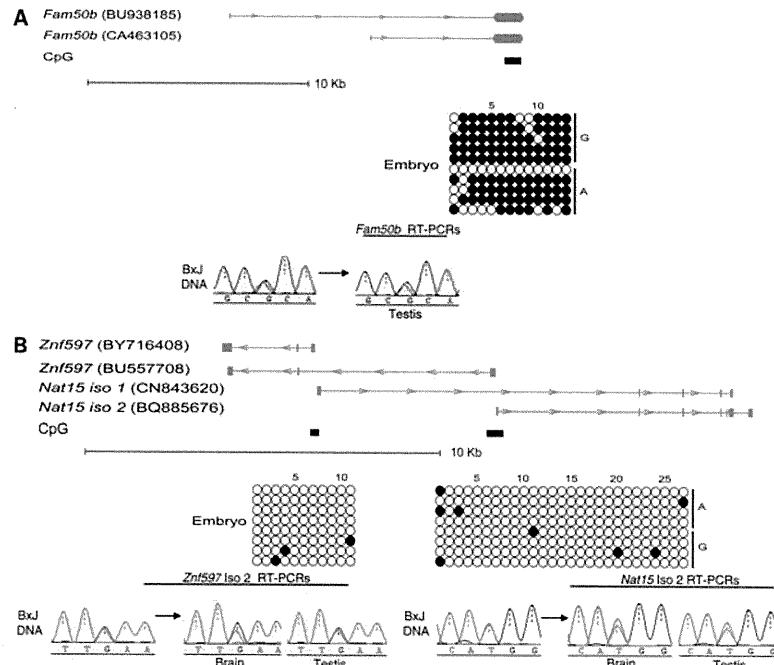 A
Fam50b (BU938185)
Fam50b (CA463105)
CpG
10 Kb
5 10
G
Embryo
A
Fam50b RT-PCRs
BxJ
DNA
G C G C A
G C G C A
Testis
B
Znf597 (BY716408)
Znf597 (BU557708)
Nat15 iso 1 (CN843620)
Nat15 iso 2 (BQ885676)
CpG
10 Kb
5 10
5 10 15 20 25
Embryo
A
G
Znf597 Iso 2 RT-PCRs
Nat15 Iso 2 RT-PCRs
BxJ
DNA
BxJ
DNA
T T G A A
T T G A A
T T G A A
C A T G G
C A T G G
C A T G G
Brain
Testis
Brain
Testis